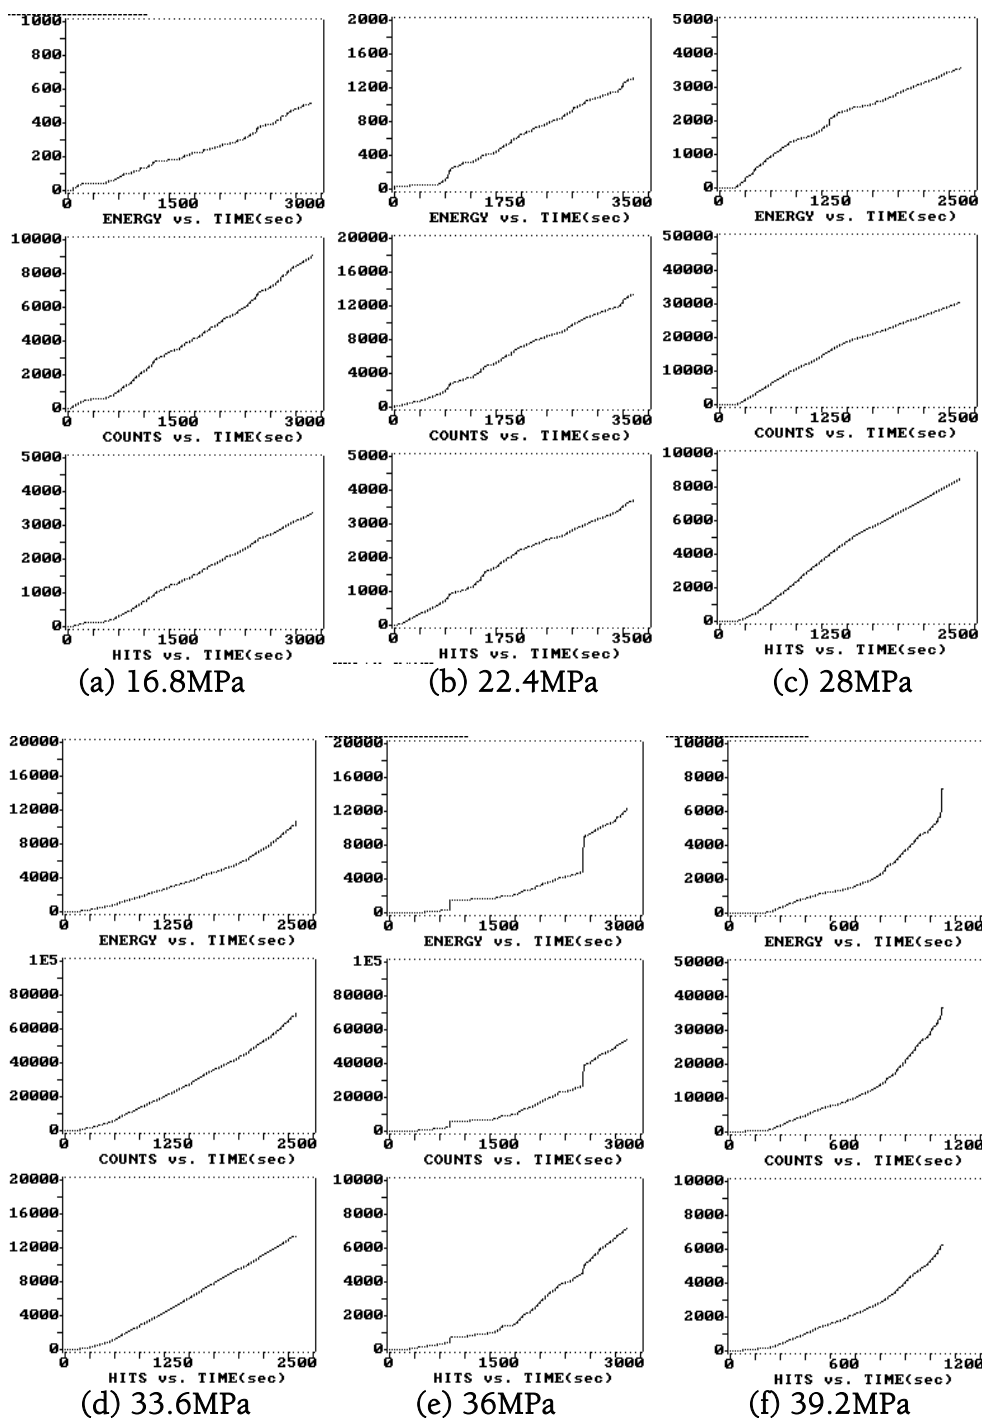 1000
800
600
400
200
0
0 1500 3000
ENERGY vs. TIME(sec)
2000
1600
1200
800
400
0
0 1750 3500
ENERGY vs. TIME(sec)
5000
4000
3000
2000
1000
0
0 1250 2500
ENERGY vs. TIME(sec)
10000
8000
6000
4000
2000
0
0 1500 3000
COUNTS vs. TIME(sec)
20000
16000
12000
8000
4000
0
0 1750 3500
COUNTS vs. TIME(sec)
50000
40000
30000
20000
10000
0
0 1250 2500
COUNTS vs. TIME(sec)
5000
4000
3000
2000
1000
0
0 1500 3000
HITS vs. TIME(sec)
5000
4000
3000
2000
1000
0
0 1750 3500
HITS vs. TIME(sec)
10000
8000
6000
4000
2000
0
0 1250 2500
HITS vs. TIME(sec)
(a) 16.8MPa
(b) 22.4MPa
(c) 28MPa
20000
16000
12000
8000
4000
0
0 1250 2500
ENERGY vs. TIME(sec)
20000
16000
12000
8000
4000
0
0 1500 3000
ENERGY vs. TIME(sec)
10000
8000
6000
4000
2000
0
0 600 1200
ENERGY vs. TIME(sec)
1E5
80000
60000
40000
20000
0
0 1250 2500
COUNTS vs. TIME(sec)
1E5
80000
60000
40000
20000
0
0 1500 3000
COUNTS vs. TIME(sec)
50000
40000
30000
20000
10000
0
0 600 1200
COUNTS vs. TIME(sec)
20000
16000
12000
8000
4000
0
0 1250 2500
HITS vs. TIME(sec)
10000
8000
6000
4000
2000
0
0 1500 3000
HITS vs. TIME(sec)
10000
8000
6000
4000
2000
0
0 600 1200
HITS vs. TIME(sec)
(d) 33.6MPa
(e) 36MPa
(f) 39.2MPa